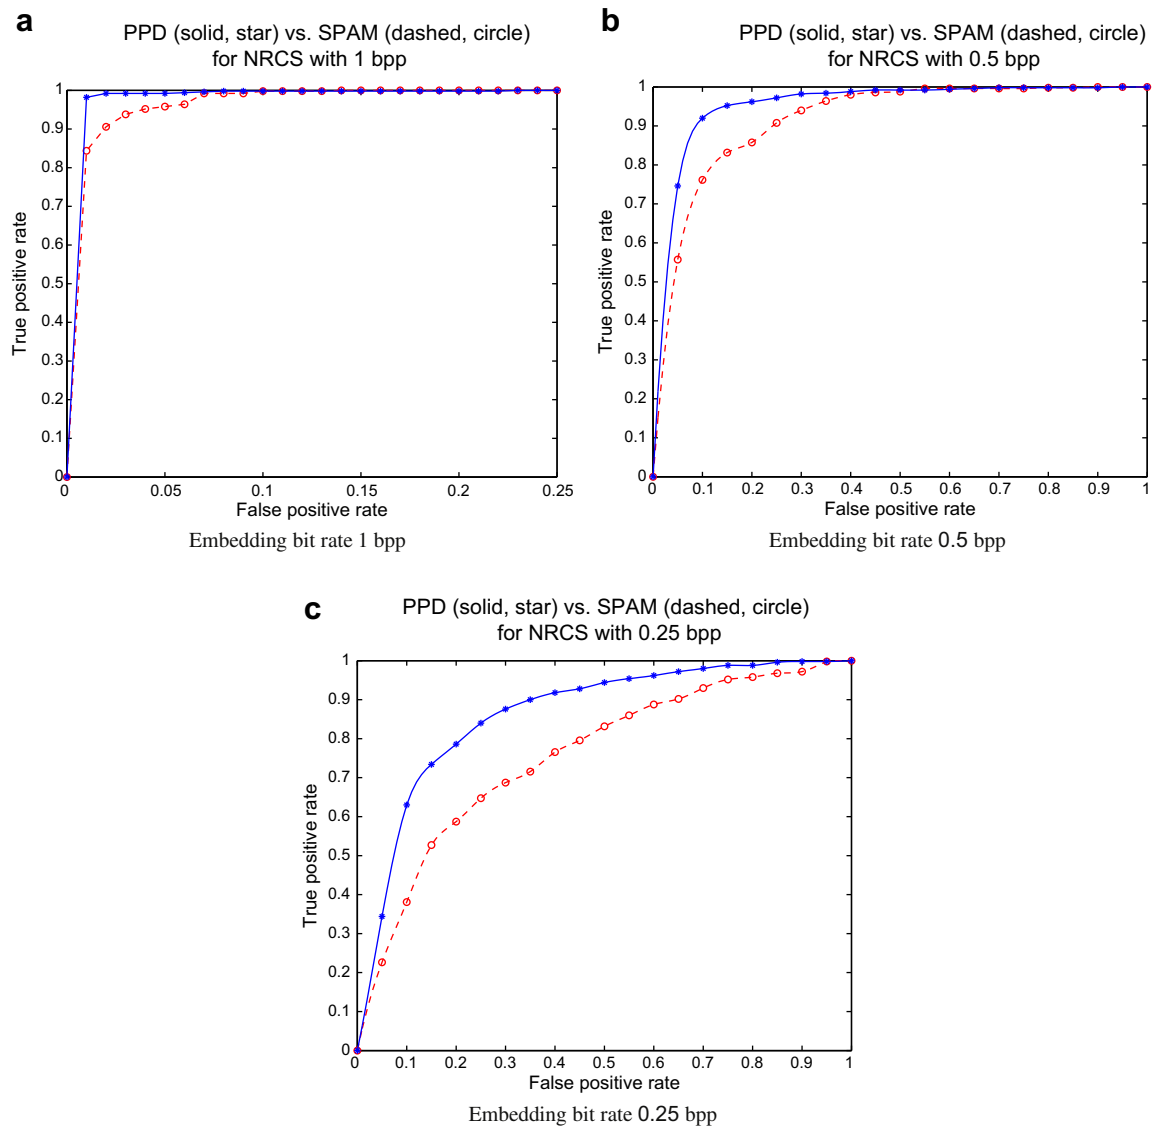 a
PPD (solid, star) vs. SPAM (dashed, circle)
for NRCS with 1 bpp
1
0.9
0.8
0.7
0.6
0.5
0.4
0.3
0.2
0.1
0
True positive rate
0 0.05 0.1 0.15 0.2 0.25
False positive rate
Embedding bit rate 1 bpp
b
PPD (solid, star) vs. SPAM (dashed, circle)
for NRCS with 0.5 bpp
1
0.9
0.8
0.7
0.6
0.5
0.4
0.3
0.2
0.1
0
True positive rate
0 0.1 0.2 0.3 0.4 0.5 0.6 0.7 0.8 0.9 1
False positive rate
Embedding bit rate 0.5 bpp
c
PPD (solid, star) vs. SPAM (dashed, circle)
for NRCS with 0.25 bpp
1
0.9
0.8
0.7
0.6
0.5
0.4
0.3
0.2
0.1
0
True positive rate
0 0.1 0.2 0.3 0.4 0.5 0.6 0.7 0.8 0.9 1
False positive rate
Embedding bit rate 0.25 bpp